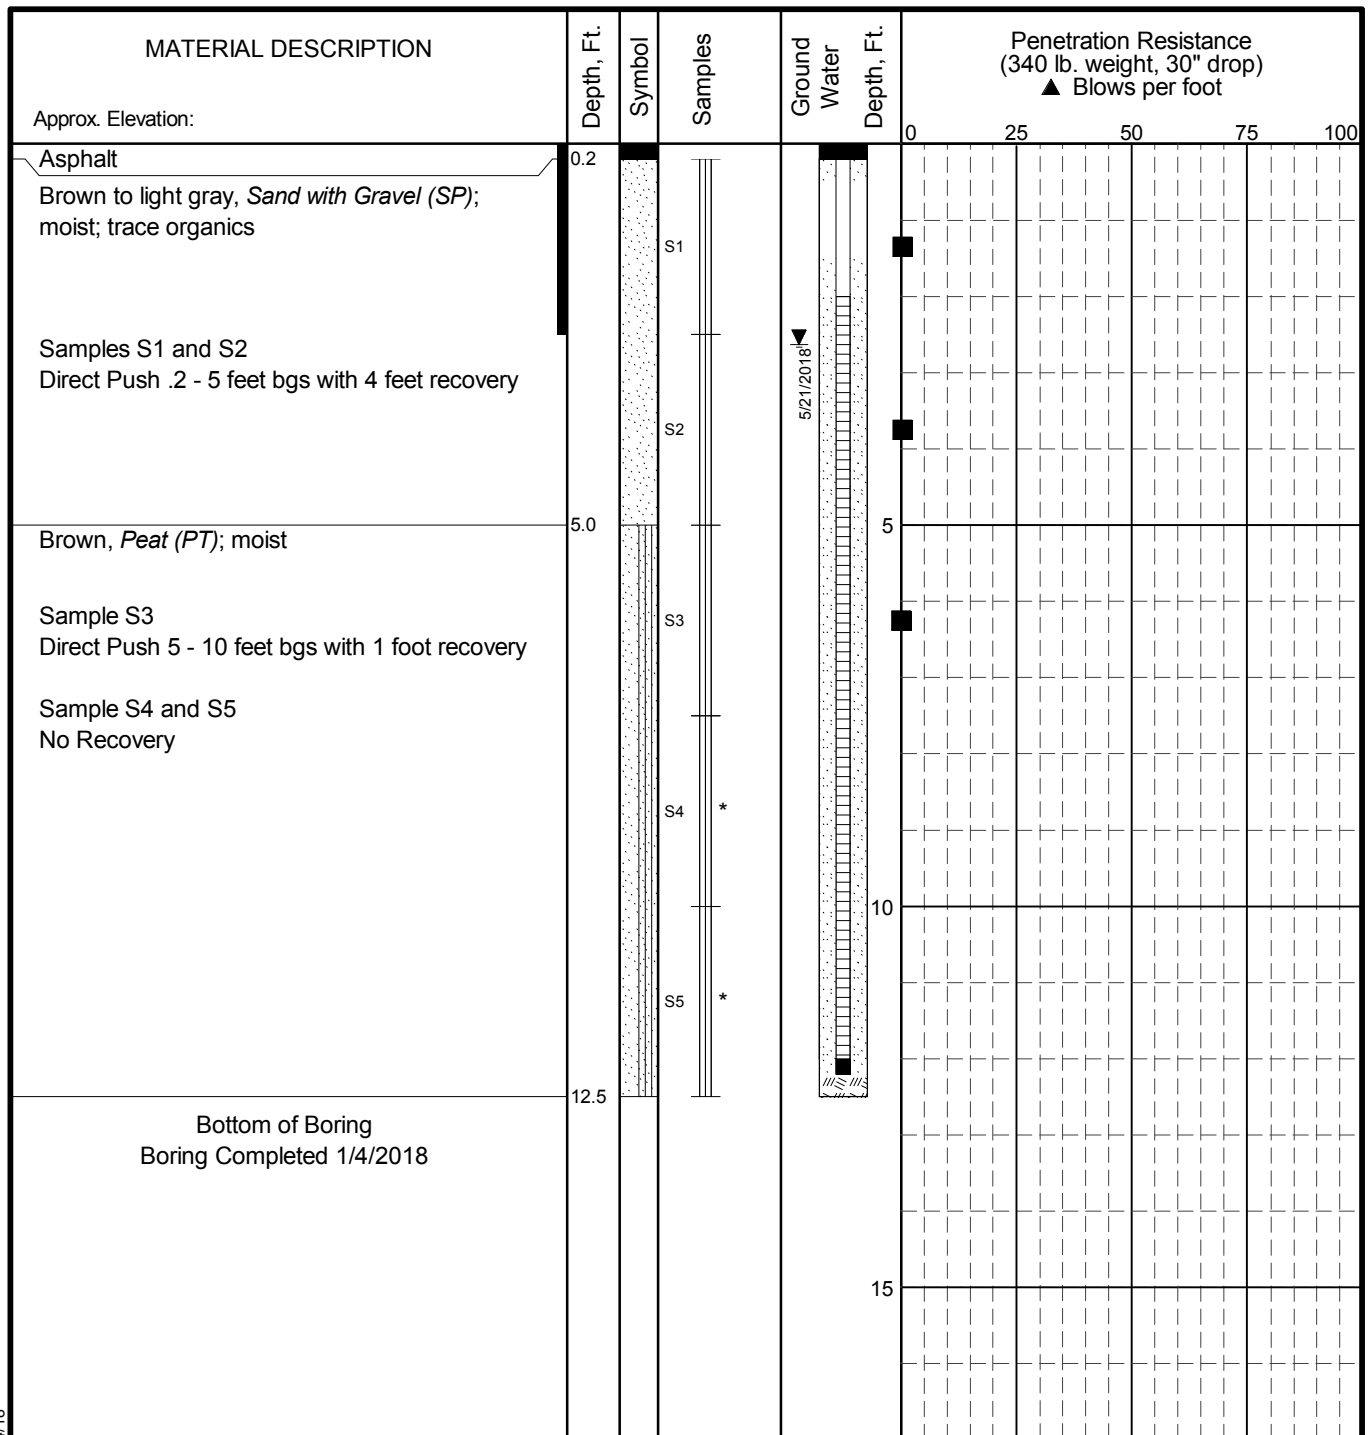 MATERIAL DESCRIPTION
Approx. Elevation:
Depth, Ft.
Symbol
Samples
Ground
Water
Depth, Ft.
Penetration Resistance
(340 lb. weight, 30" drop)
▲ Blows per foot
0 25 50 75 100
Asphalt
0.2
Brown to light gray, Sand with Gravel (SP);
moist; trace organics
S1
Samples S1 and S2
Direct Push .2 - 5 feet bgs with 4 feet recovery
5/21/2018
S2
5.0
5
Brown, Peat (PT); moist
Sample S3
S3
Direct Push 5 - 10 feet bgs with 1 foot recovery
Sample S4 and S5
No Recovery
S4 *
10
S5 *
12.5
Bottom of Boring
Boring Completed 1/4/2018
15